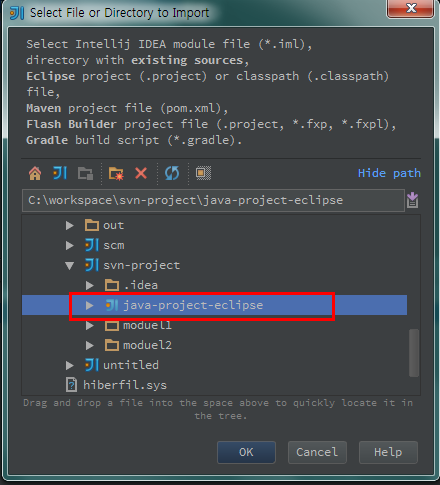 Select File or Directory to Import
Select Intellij IDEA module file (*.iml),
directory with existing sources,
Eclipse project (.project) or classpath (.classpath)
file,
Maven project file (pom.xml),
Flash Builder project file (.project, *.fxp, *.fxpl),
Gradle build script (*.gradle).
Hide path
C:\workspace\svn-project\java-project-eclipse
out
scm
svn-project
.idea
java-project-eclipse
moduel1
moduel2
untitled
hiberfil.sys
Drag and drop a file into the space above to quickly locate it in
the tree.
OK Cancel Help